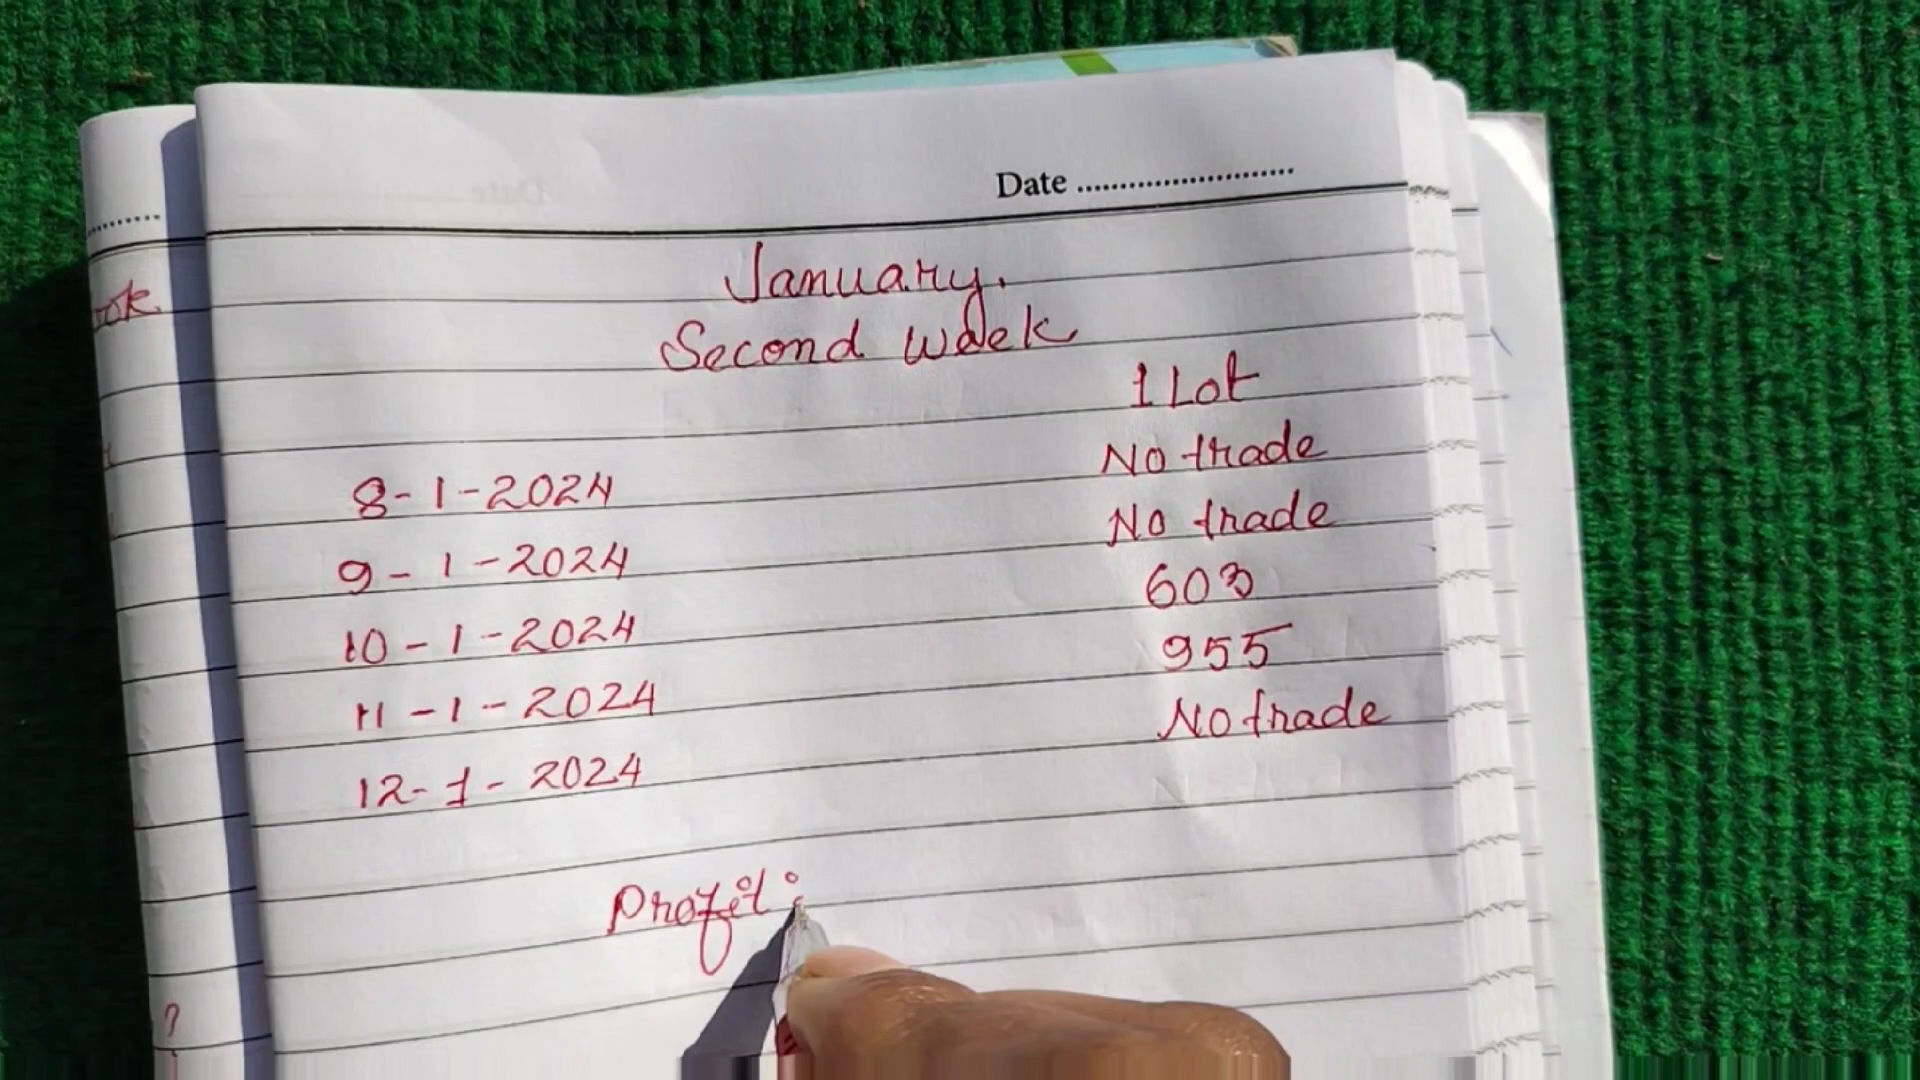 Date ..........................
January.
Second Week
1 Lot
8-1-2024 No trade
9-1-2024 No trade
10-1-2024 603
11-1-2024 955
12-1-2024 No trade
Profit: